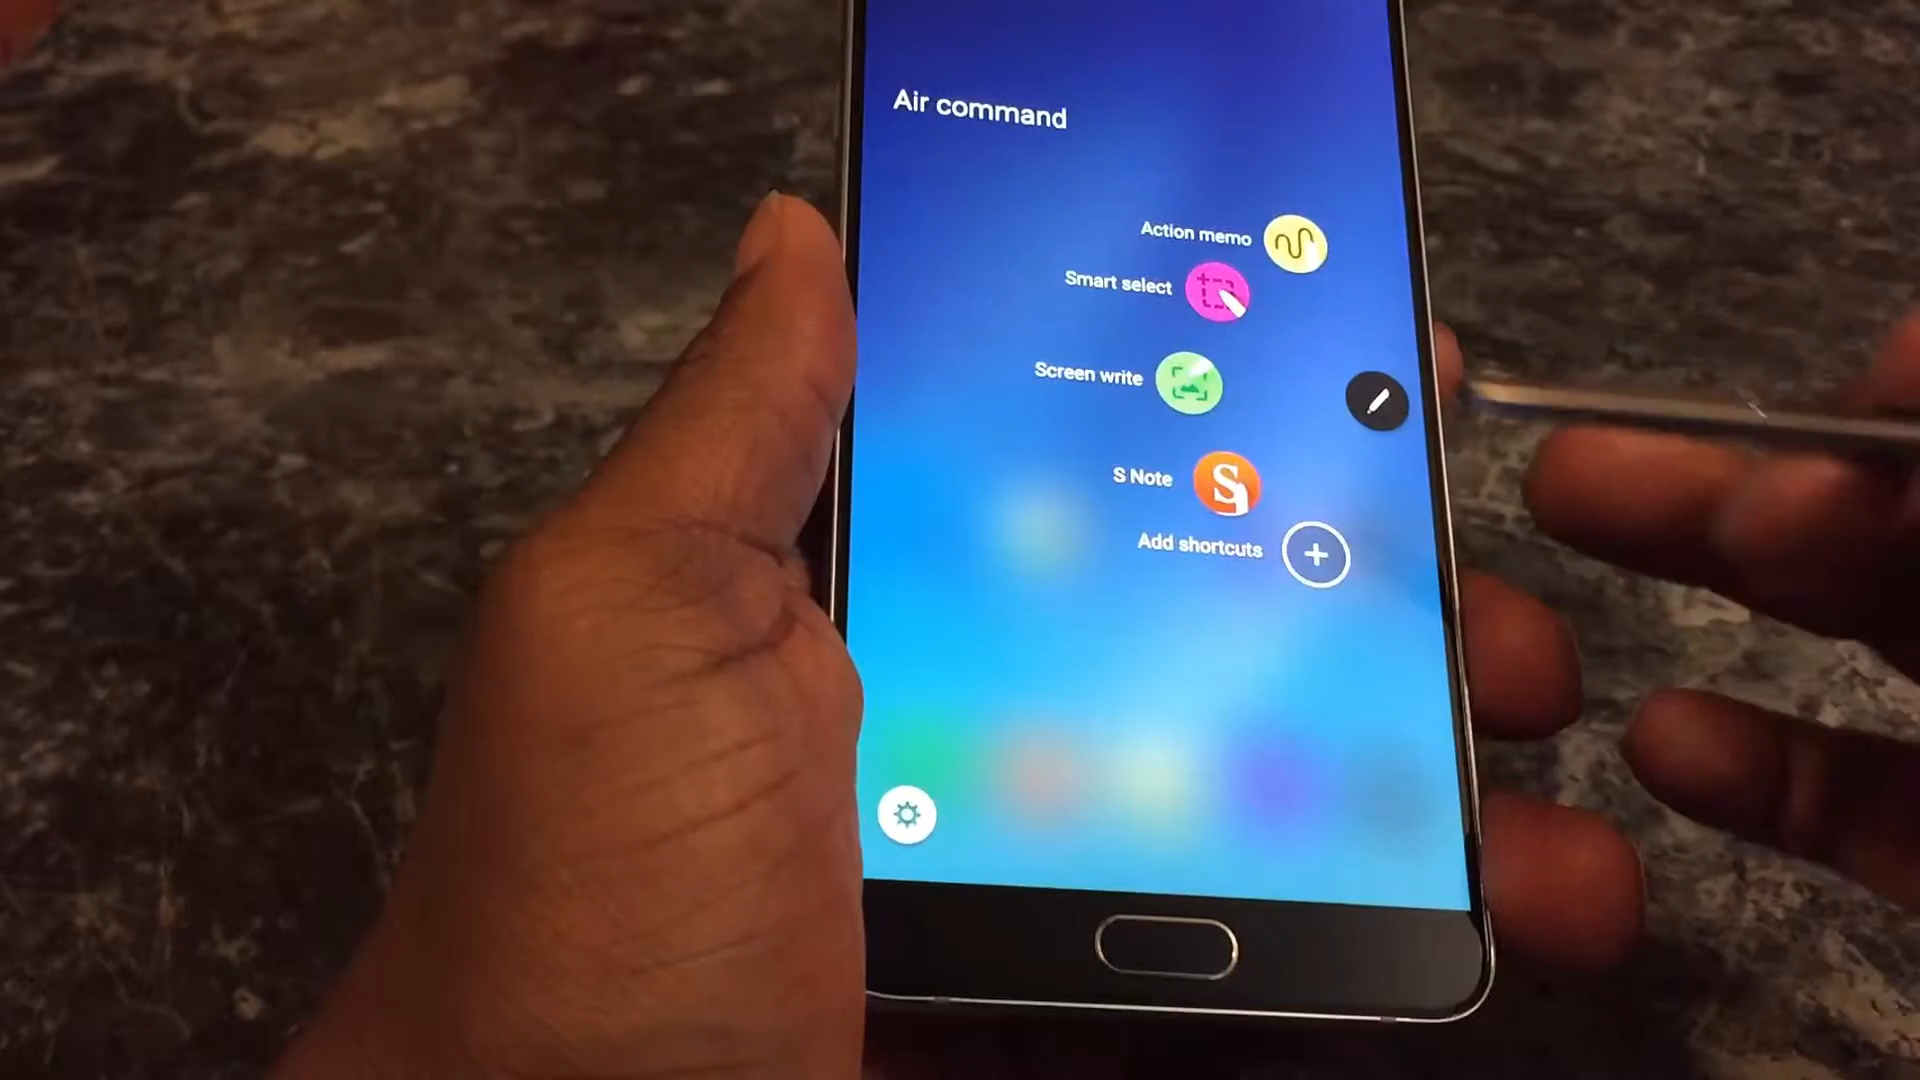 Air command
Action memo
Smart select
Screen write
S Note
S
Add shortcuts